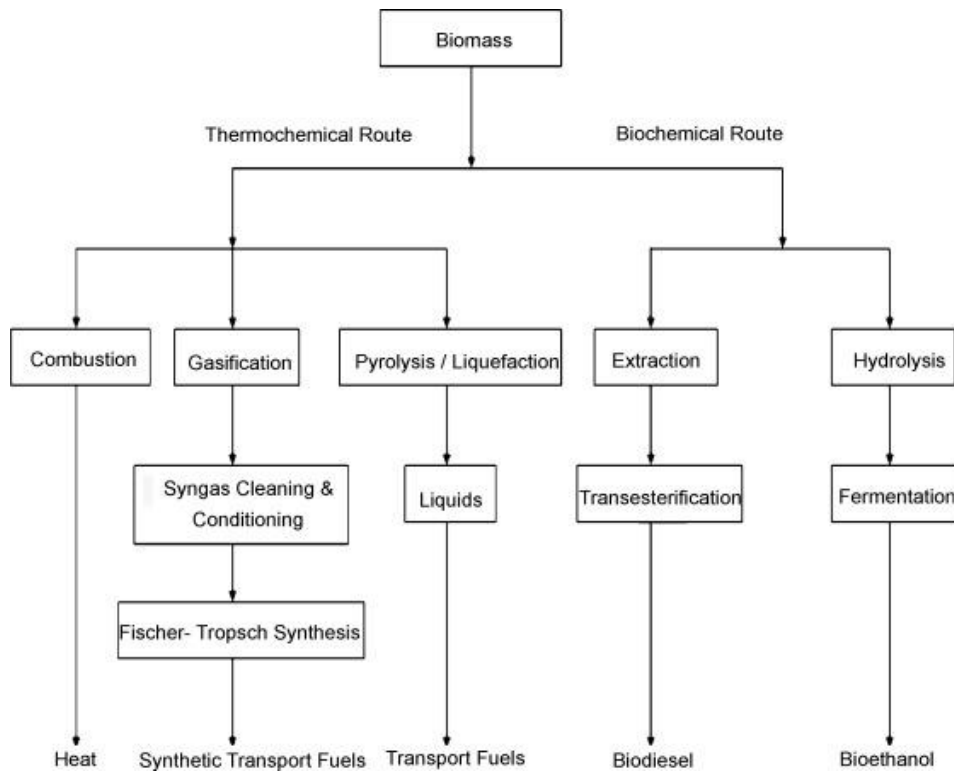 Biomass
Thermochemical Route
Biochemical Route
Combustion
Gasification
Pyrolysis / Liquefaction
Extraction
Hydrolysis
Syngas Cleaning &
Conditioning
Liquids
Transesterification
Fermentation
Fischer- Tropsch Synthesis
Heat
Synthetic Transport Fuels
Transport Fuels
Biodiesel
Bioethanol